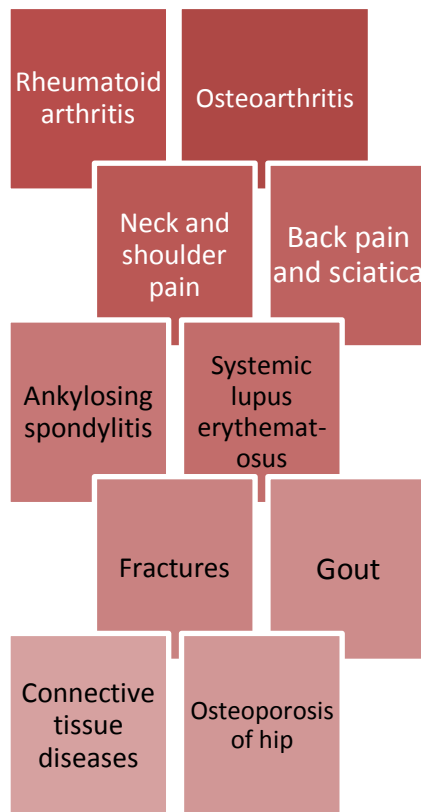 Rheumatoid
arthritis
Osteoarthritis
Neck and
shoulder
pain
Back pain
and sciatica
Ankylosing
spondylitis
Systemic
lupus
erythemat-
osus
Fractures
Gout
Connective
tissue
diseases
Osteoporosis
of hip